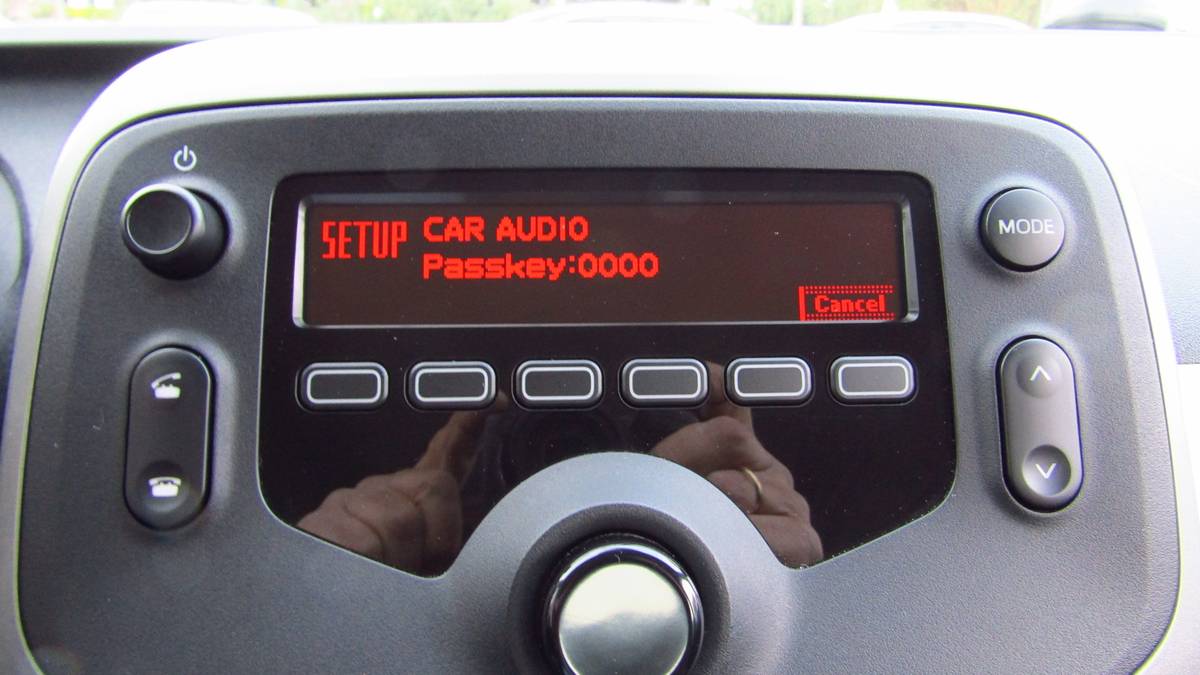 SETUP CAR AUDIO
Passkey:0000
Cancel
MODE